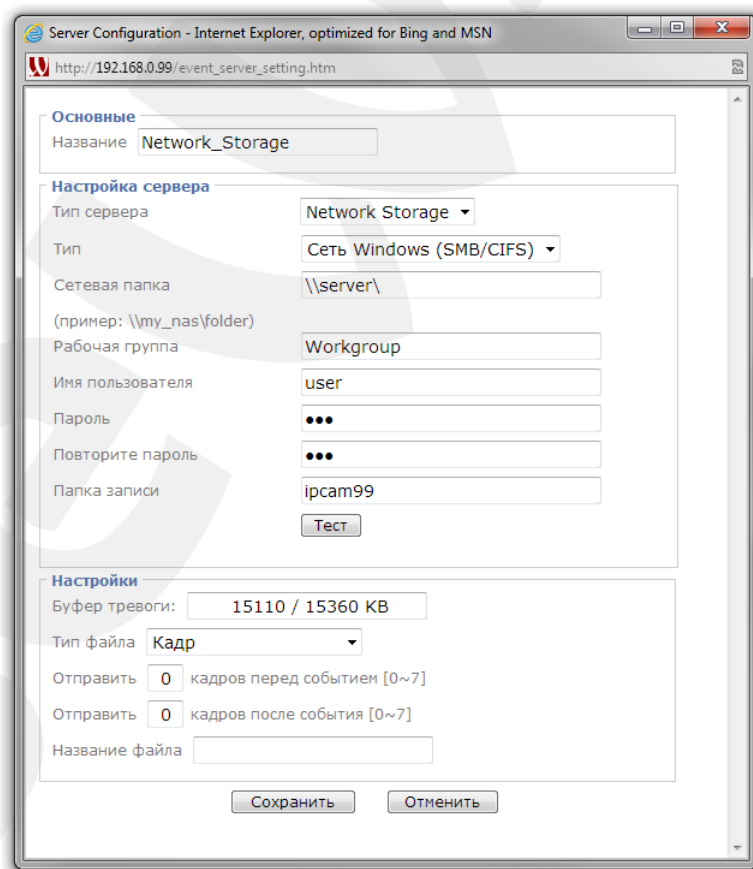 Server Configuration - Internet Explorer, optimized for Bing and MSN
http://192.168.0.99/event_server_setting.htm
Основные
Название Network_Storage
Настройка сервера
Тип сервера Network Storage
Тип Сеть Windows (SMB/CIFS)
Сетевая папка \\server\
(пример: \\my_nas\folder)
Рабочая группа Workgroup
Имя пользователя user
Пароль •••
Повторите пароль •••
Папка записи ipcam99
Тест
Настройки
Буфер тревоги: 15110 / 15360 KB
Тип файла Кадр
Отправить 0 кадров перед событием [0~7]
Отправить 0 кадров после события [0~7]
Название файла
Сохранить Отменить